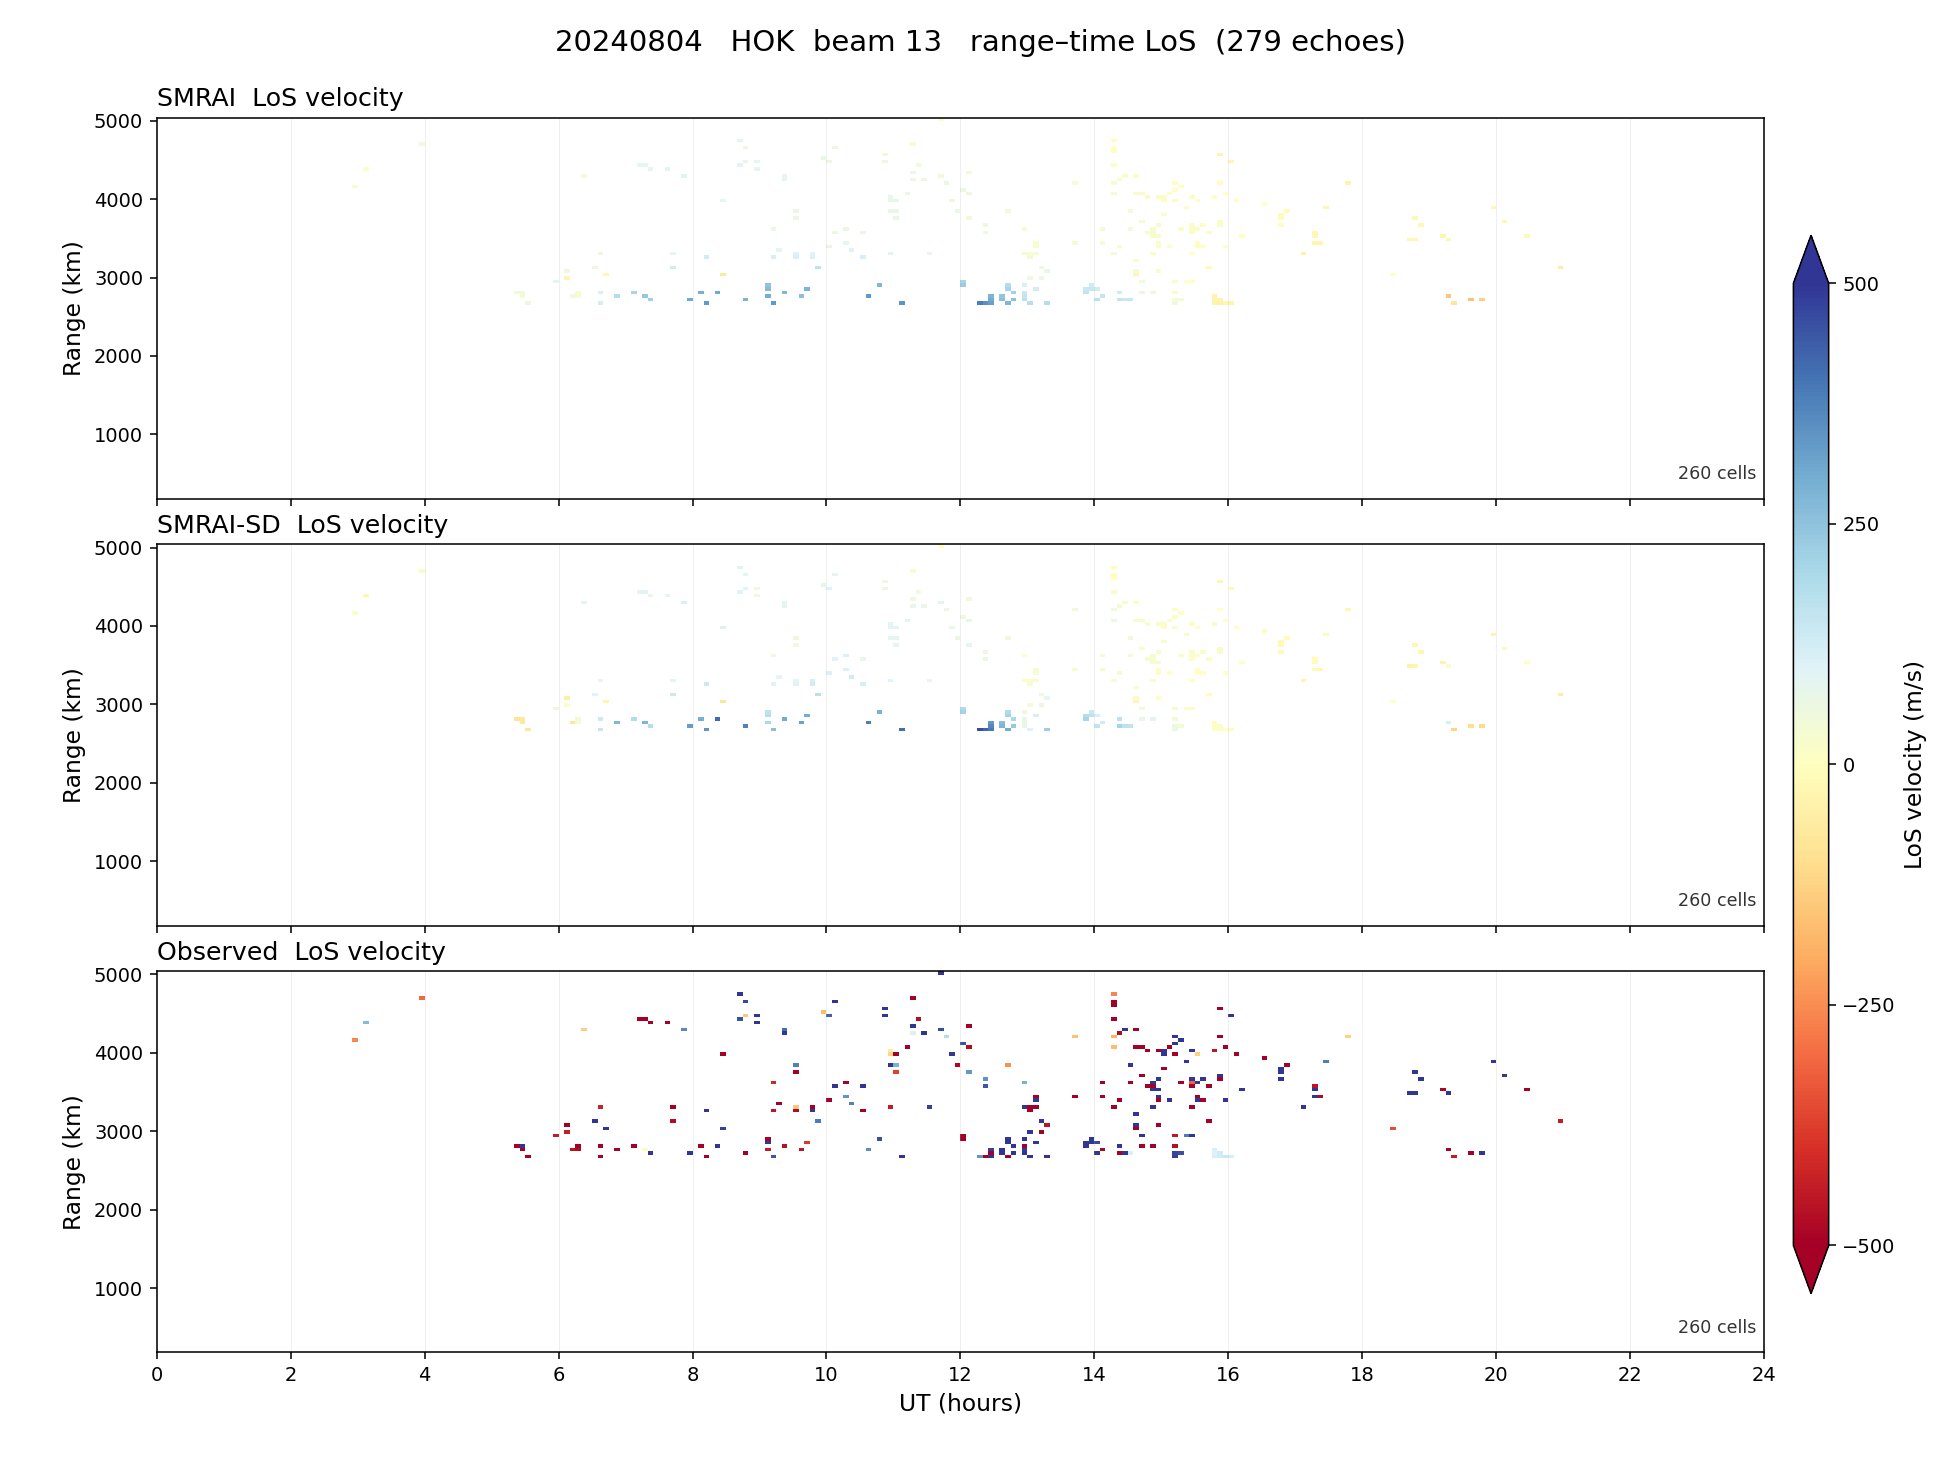 20240804   HOK  beam 13   range–time LoS  (279 echoes)
SMRAI  LoS velocity
5000
4000
3000
2000
1000
Range (km)
260 cells
SMRAI-SD  LoS velocity
5000
4000
3000
2000
1000
Range (km)
260 cells
Observed  LoS velocity
5000
4000
3000
2000
1000
Range (km)
260 cells
0 2 4 6 8 10 12 14 16 18 20 22 24
UT (hours)
500
250
0
−250
−500
LoS velocity (m/s)